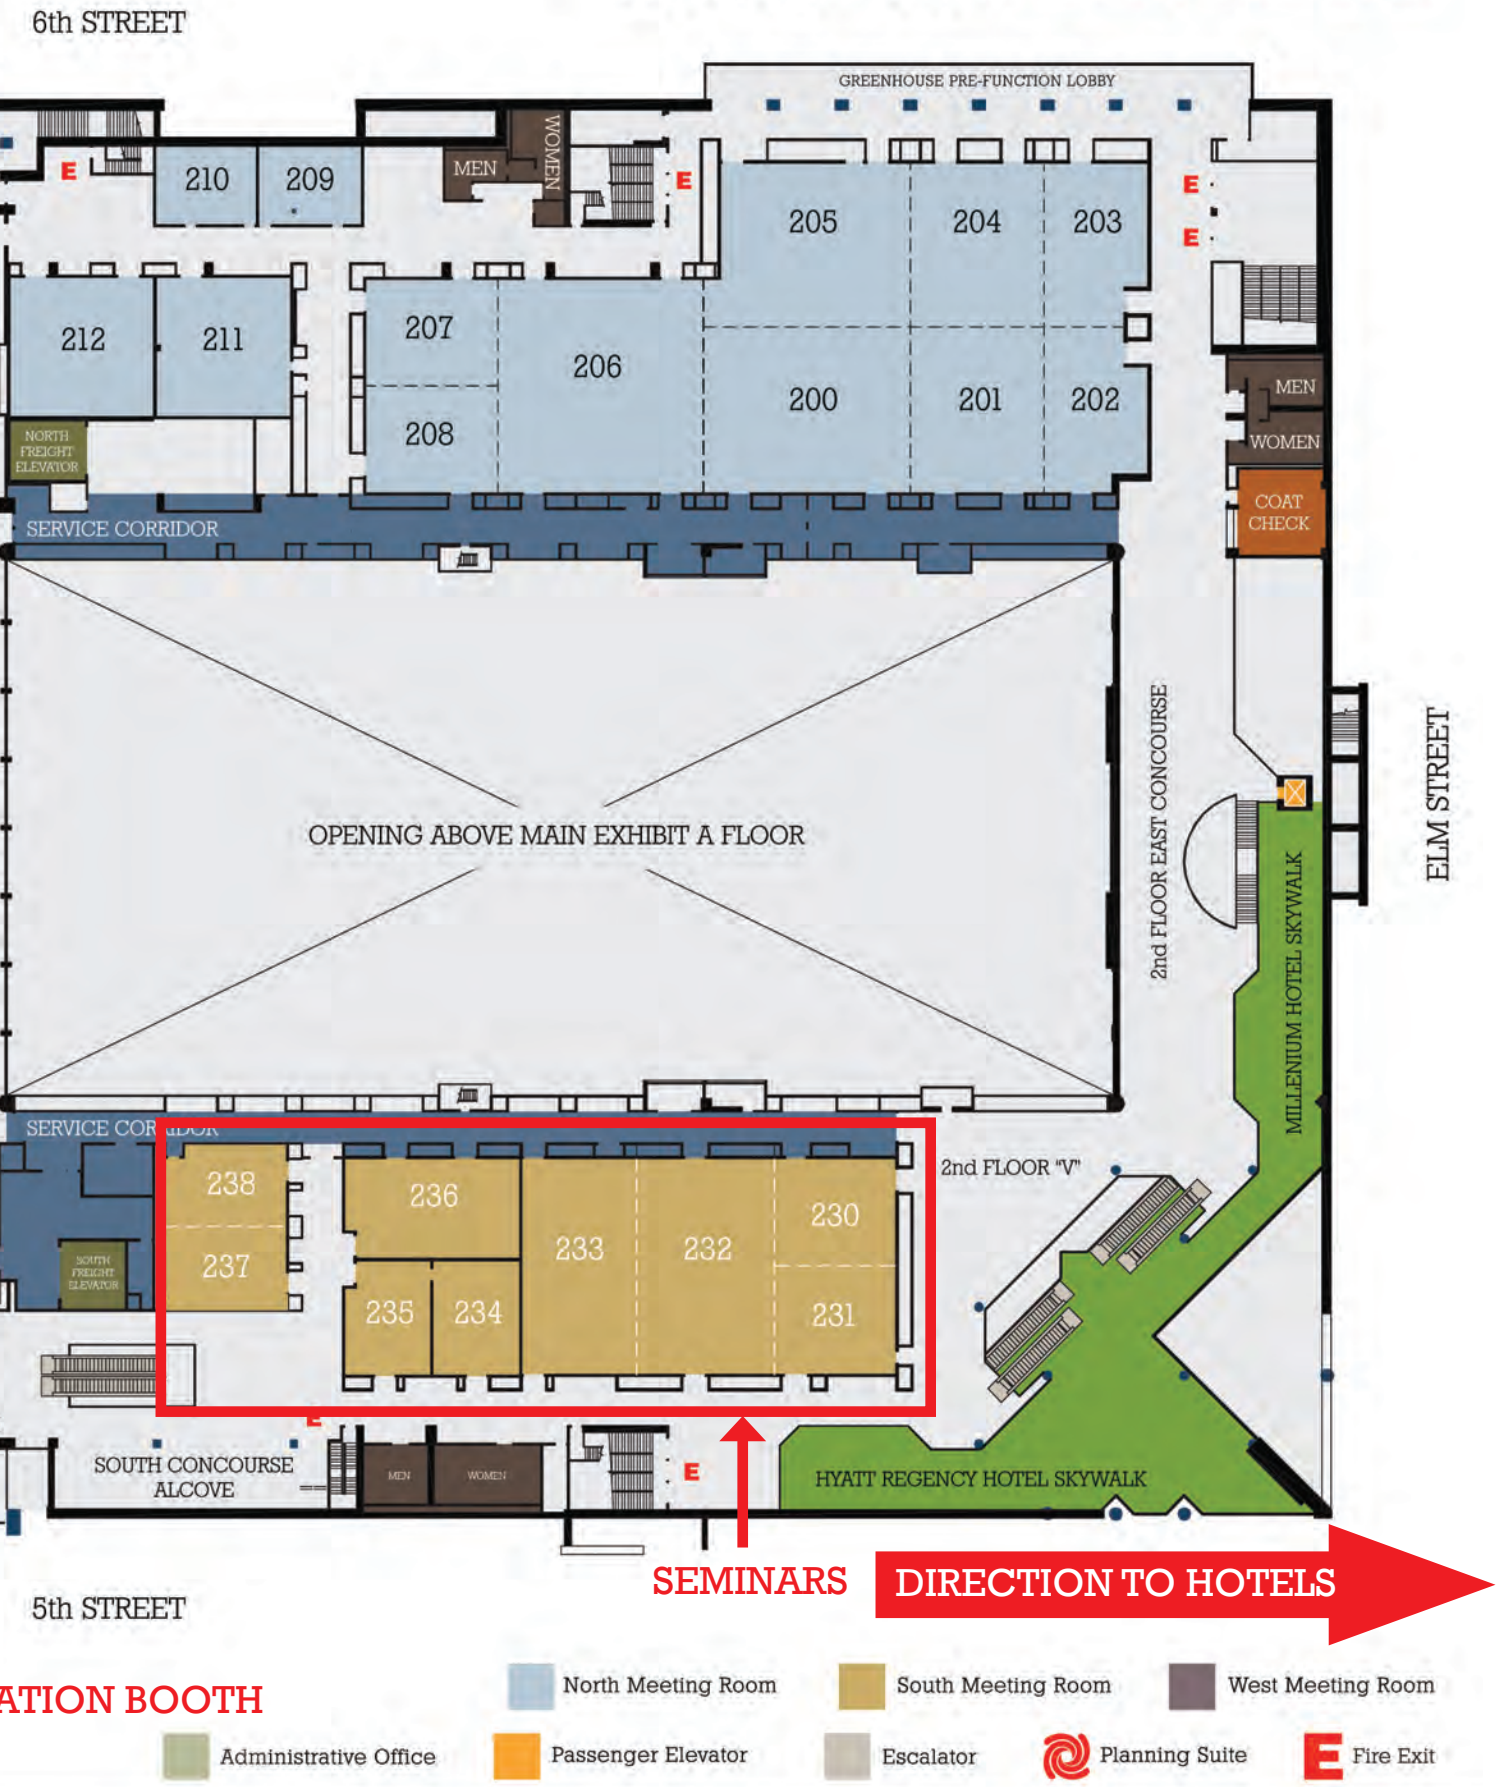 6th STREET
GREENHOUSE PRE-FUNCTION LOBBY
WOMEN
MEN
E
E
E
E
210
209
205
204
203
212
211
207
206
208
200
201
202
MEN
WOMEN
NORTH
FREIGHT
ELEVATOR
COAT
CHECK
SERVICE CORRIDOR
OPENING ABOVE MAIN EXHIBIT A FLOOR
2nd FLOOR EAST CONCOURSE
ELM STREET
MILLENIUM HOTEL SKYWALK
SERVICE CORRIDOR
2nd FLOOR "V"
238
236
230
233
232
237
235
234
231
SOUTH
FREIGHT
ELEVATOR
E
SOUTH CONCOURSE
ALCOVE
MEN
WOMEN
E
HYATT REGENCY HOTEL SKYWALK
SEMINARS
DIRECTION TO HOTELS
5th STREET
ATION BOOTH
North Meeting Room
South Meeting Room
West Meeting Room
Administrative Office
Passenger Elevator
Escalator
Planning Suite
E Fire Exit